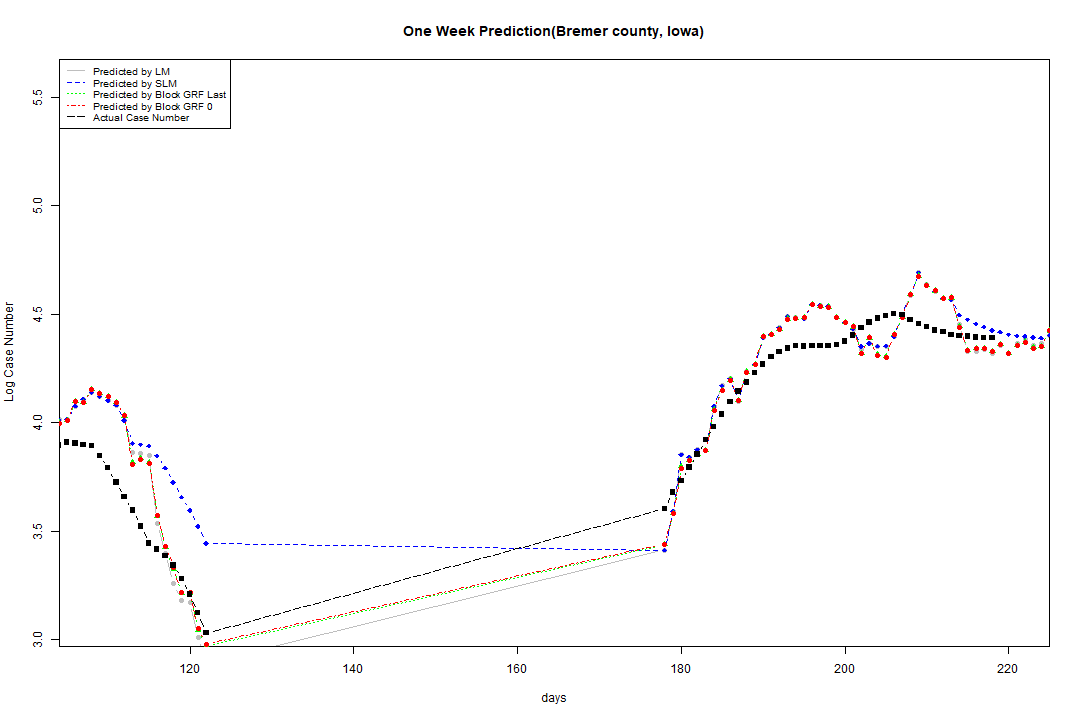 One Week Prediction(Bremer county, Iowa)
Predicted by LM
Predicted by SLM
Predicted by Block GRF Last
Predicted by Block GRF 0
Actual Case Number
5.5
5.0
4.5
4.0
3.5
3.0
Log Case Number
120 140 160 180 200 220
days